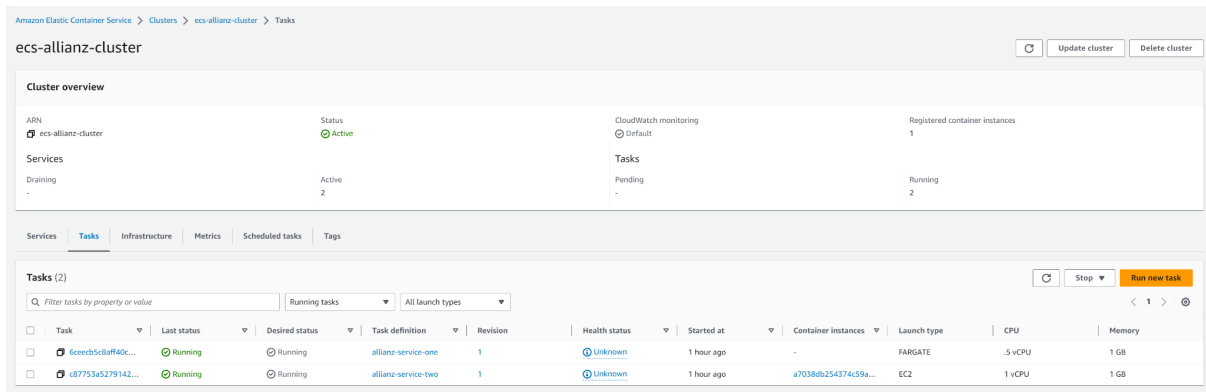 Amazon Elastic Container Service > Clusters > ecs-allianz-cluster > Tasks
ecs-allianz-cluster Update cluster Delete cluster
Cluster overview
ARN Status CloudWatch monitoring Registered container instances
ecs-allianz-cluster Active Default 1
Services Tasks
Draining Active Pending Running
- 2 - 2
Services Tasks Infrastructure Metrics Scheduled tasks Tags
Tasks (2) Stop Run new task
Filter tasks by property or value Running tasks All launch types < 1 >
Task Last status Desired status Task definition Revision Health status Started at Container instances Launch type CPU Memory
6ceecb5c8aff40c... Running Running allianz-service-one 1 Unknown 1 hour ago - FARGATE .5 vCPU 1 GB
c87753a5279142... Running Running allianz-service-two 1 Unknown 1 hour ago a7038db254374c59a... EC2 1 vCPU 1 GB